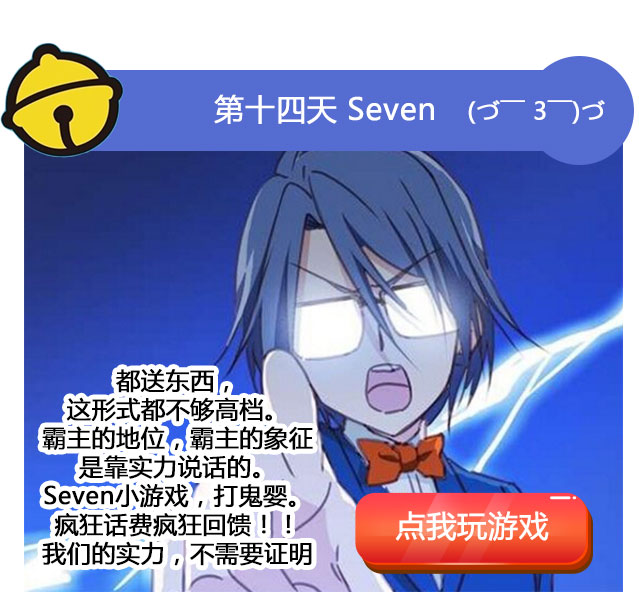 第十四天 Seven (づ￣ 3￣)づ
都送东西，
这形式都不够高档。
霸主的地位，霸主的象征
是靠实力说话的。
Seven小游戏，打鬼婴。
疯狂话费疯狂回馈！！
我们的实力，不需要证明
点我玩游戏